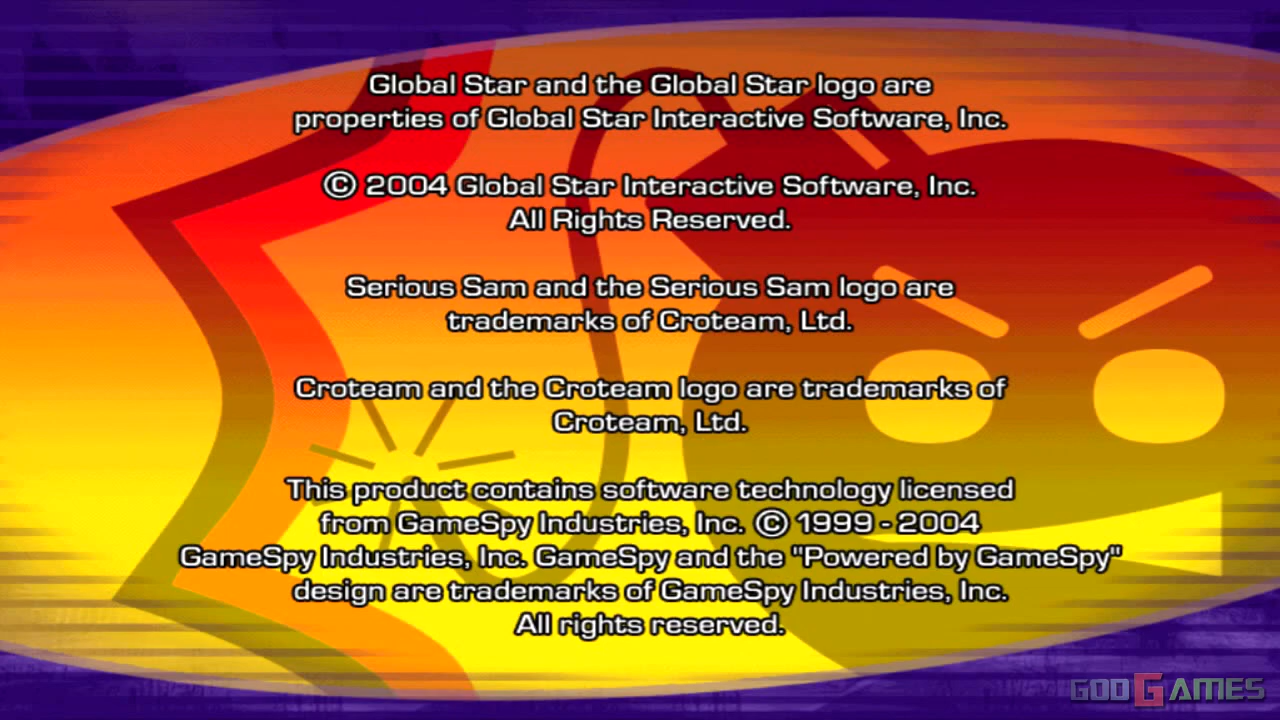 Global Star and the Global Star logo are
properties of Global Star Interactive Software, Inc.
© 2004 Global Star Interactive Software, Inc.
All Rights Reserved.
Serious Sam and the Serious Sam logo are
trademarks of Croteam, Ltd.
Croteam and the Croteam logo are trademarks of
Croteam, Ltd.
This product contains software technology licensed
from GameSpy Industries, Inc. © 1999 - 2004
GameSpy Industries, Inc. GameSpy and the "Powered by GameSpy"
design are trademarks of GameSpy Industries, Inc.
All rights reserved.
GODGAMES